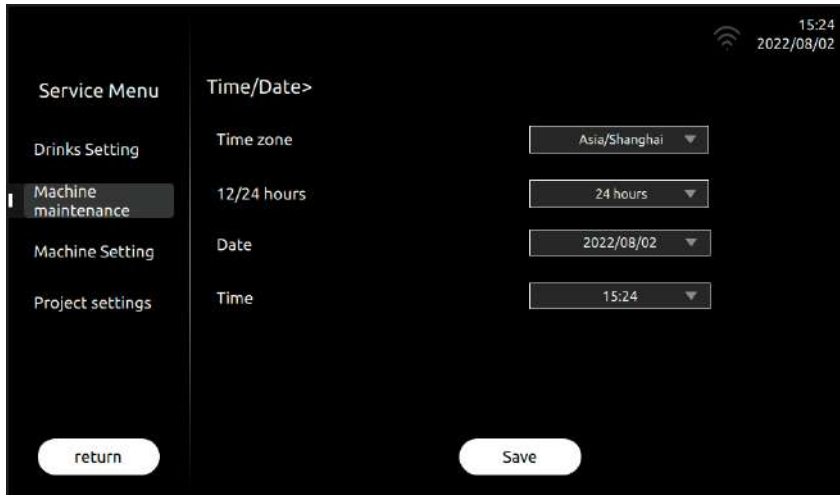 15:24
2022/08/02
Service Menu
Drinks Setting
Machine
maintenance
Machine Setting
Project settings
return
Time/Date>
Time zone
Asia/Shanghai
12/24 hours
24 hours
Date
2022/08/02
Time
15:24
Save